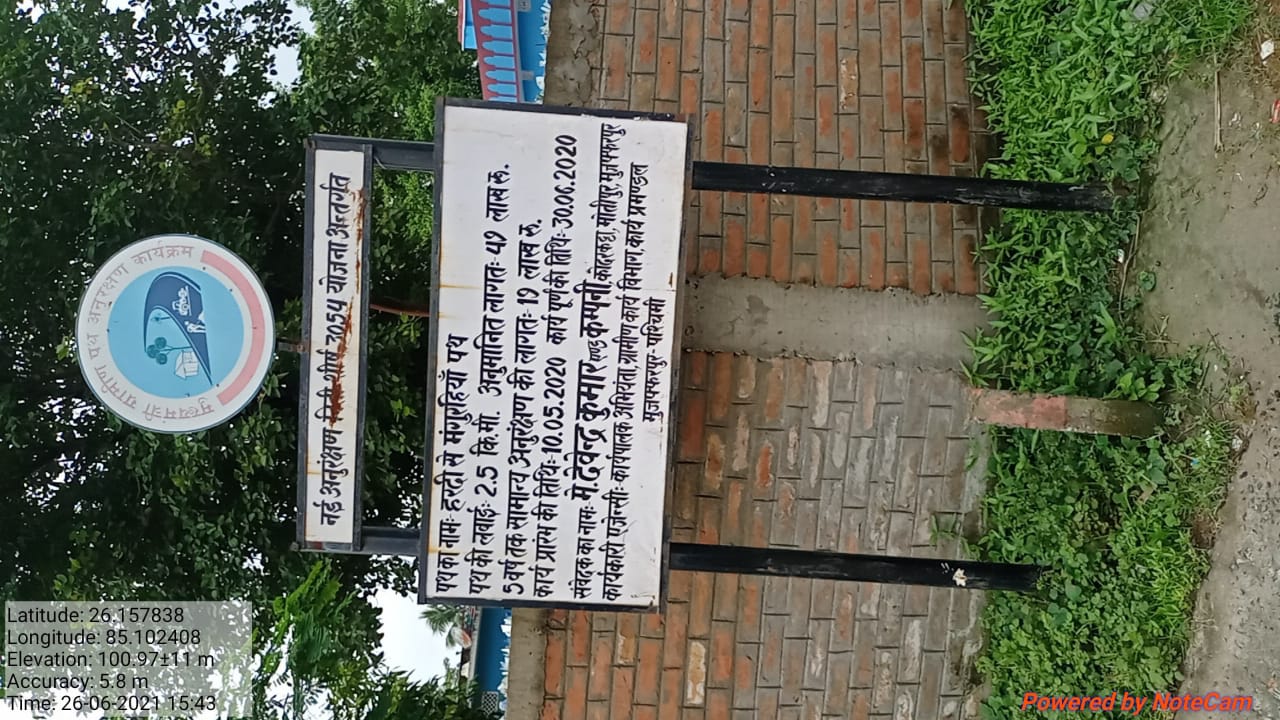 मुख्यमंत्री ग्रामीण पथ अनुरक्षण कार्यक्रम
नई अनुरक्षण नीति शीर्ष 3054 योजना अन्तर्गत
पथ का नामः हरदी से मंगुरहियाँ पथ
पथ की लंबाईः 2.5 कि.मी. अनुमानित लागतः 49 लाख रु.
5 वर्ष तक सामान्य अनुरक्षण की लागतः 19 लाख रु.
कार्य प्रारम्भ की तिथिः 10.05.2020 कार्य पूर्ण की तिथिः 30.06.2020
संवेदक का नामः मे. देवेन्द्र कुमार एण्ड कम्पनी, कोदरकट्टा, मोतीपुर, मुजफ्फरपुर
कार्यकारी एजेन्सीः कार्यपालक अभियंता, ग्रामीण कार्य विभाग, कार्य प्रमण्डल
मुजफ्फरपुर- पश्चिमी
Latitude: 26.157838
Longitude: 85.102408
Elevation: 100.97±11 m
Accuracy: 5.8 m
Time: 26-06-2021 15:43
Powered by NoteCam